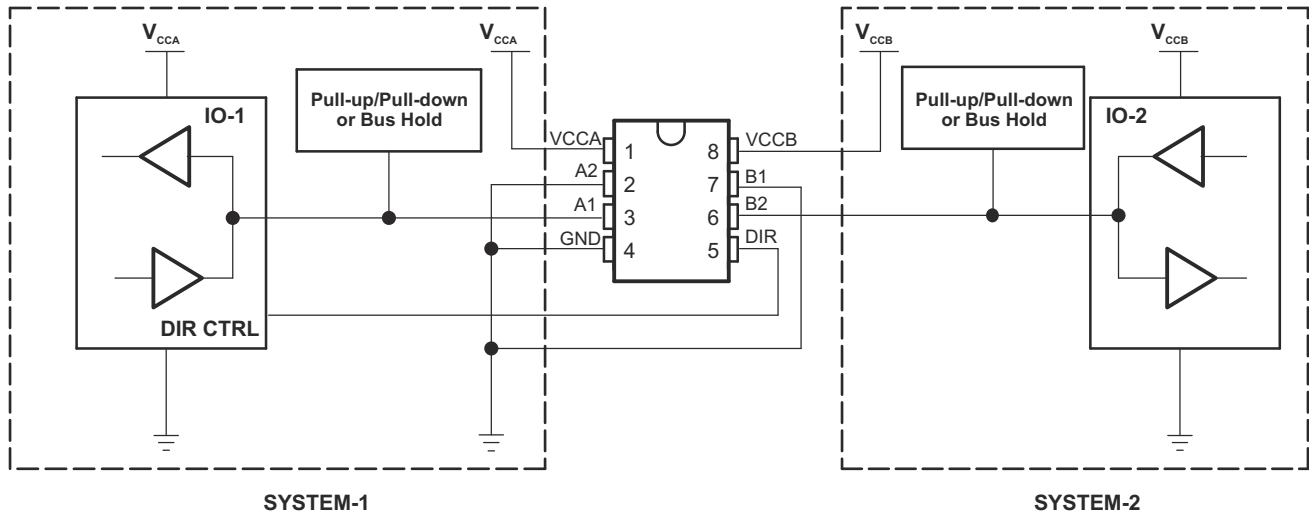 VCCA
VCCA
VCCB
VCCB
IO-1
Pull-up/Pull-down
or Bus Hold
Pull-up/Pull-down
or Bus Hold
IO-2
VCCA
1
8
VCCB
A2
2
7
B1
A1
3
6
B2
GND
4
5
DIR
DIR CTRL
SYSTEM-1
SYSTEM-2